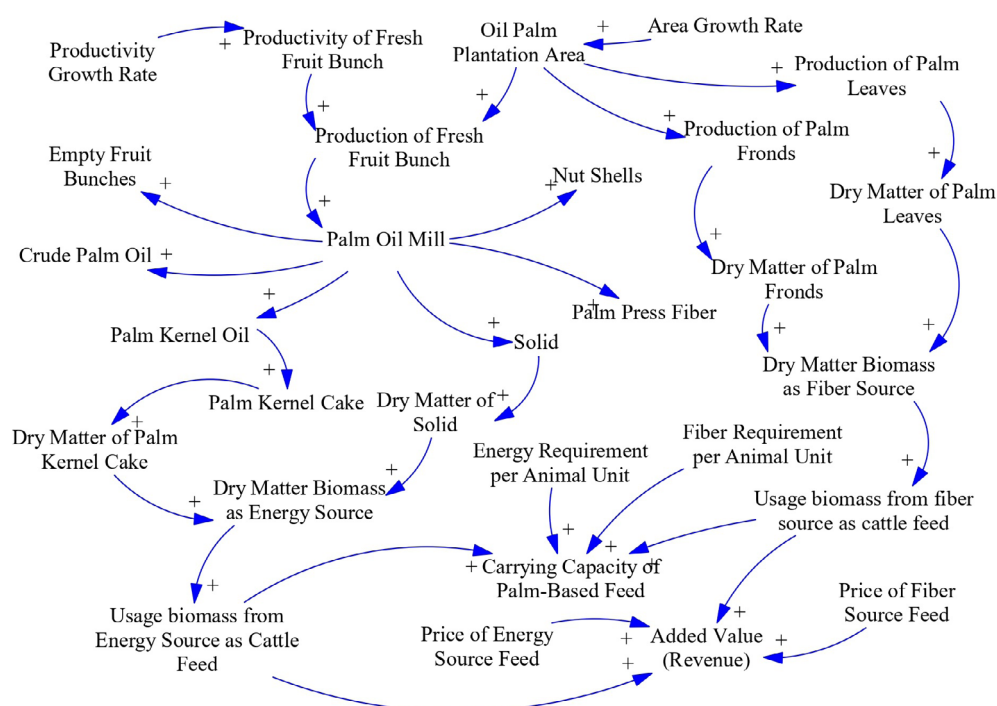 Productivity
Growth Rate
+
Productivity of Fresh
Fruit Bunch
Oil Palm
Plantation Area
+
Area Growth Rate
+
Production of Palm
Leaves
+
+
Production of Fresh
Fruit Bunch
+
Production of Palm
Fronds
Empty Fruit
Bunches
+
+
Nut Shells
+
+
Dry Matter of Palm
Leaves
Palm Oil Mill
Crude Palm Oil
+
+
Dry Matter of Palm
Fronds
+
Palm Press Fiber
+
Palm Kernel Oil
+
Solid
+
+
Dry Matter Biomass
as Fiber Source
+
Palm Kernel Cake
Dry Matter of
Solid
+
+
Dry Matter of Palm
Kernel Cake
Energy Requirement
per Animal Unit
Fiber Requirement
per Animal Unit
+
+
+
Dry Matter Biomass
as Energy Source
Usage biomass from fiber
source as cattle feed
+
+
+
+
Carrying Capacity of
Palm-Based Feed
+
+
Usage biomass from
Energy Source as Cattle
Feed
Price of Energy
Source Feed
+
+
+
Added Value
(Revenue)
+
Price of Fiber
Source Feed